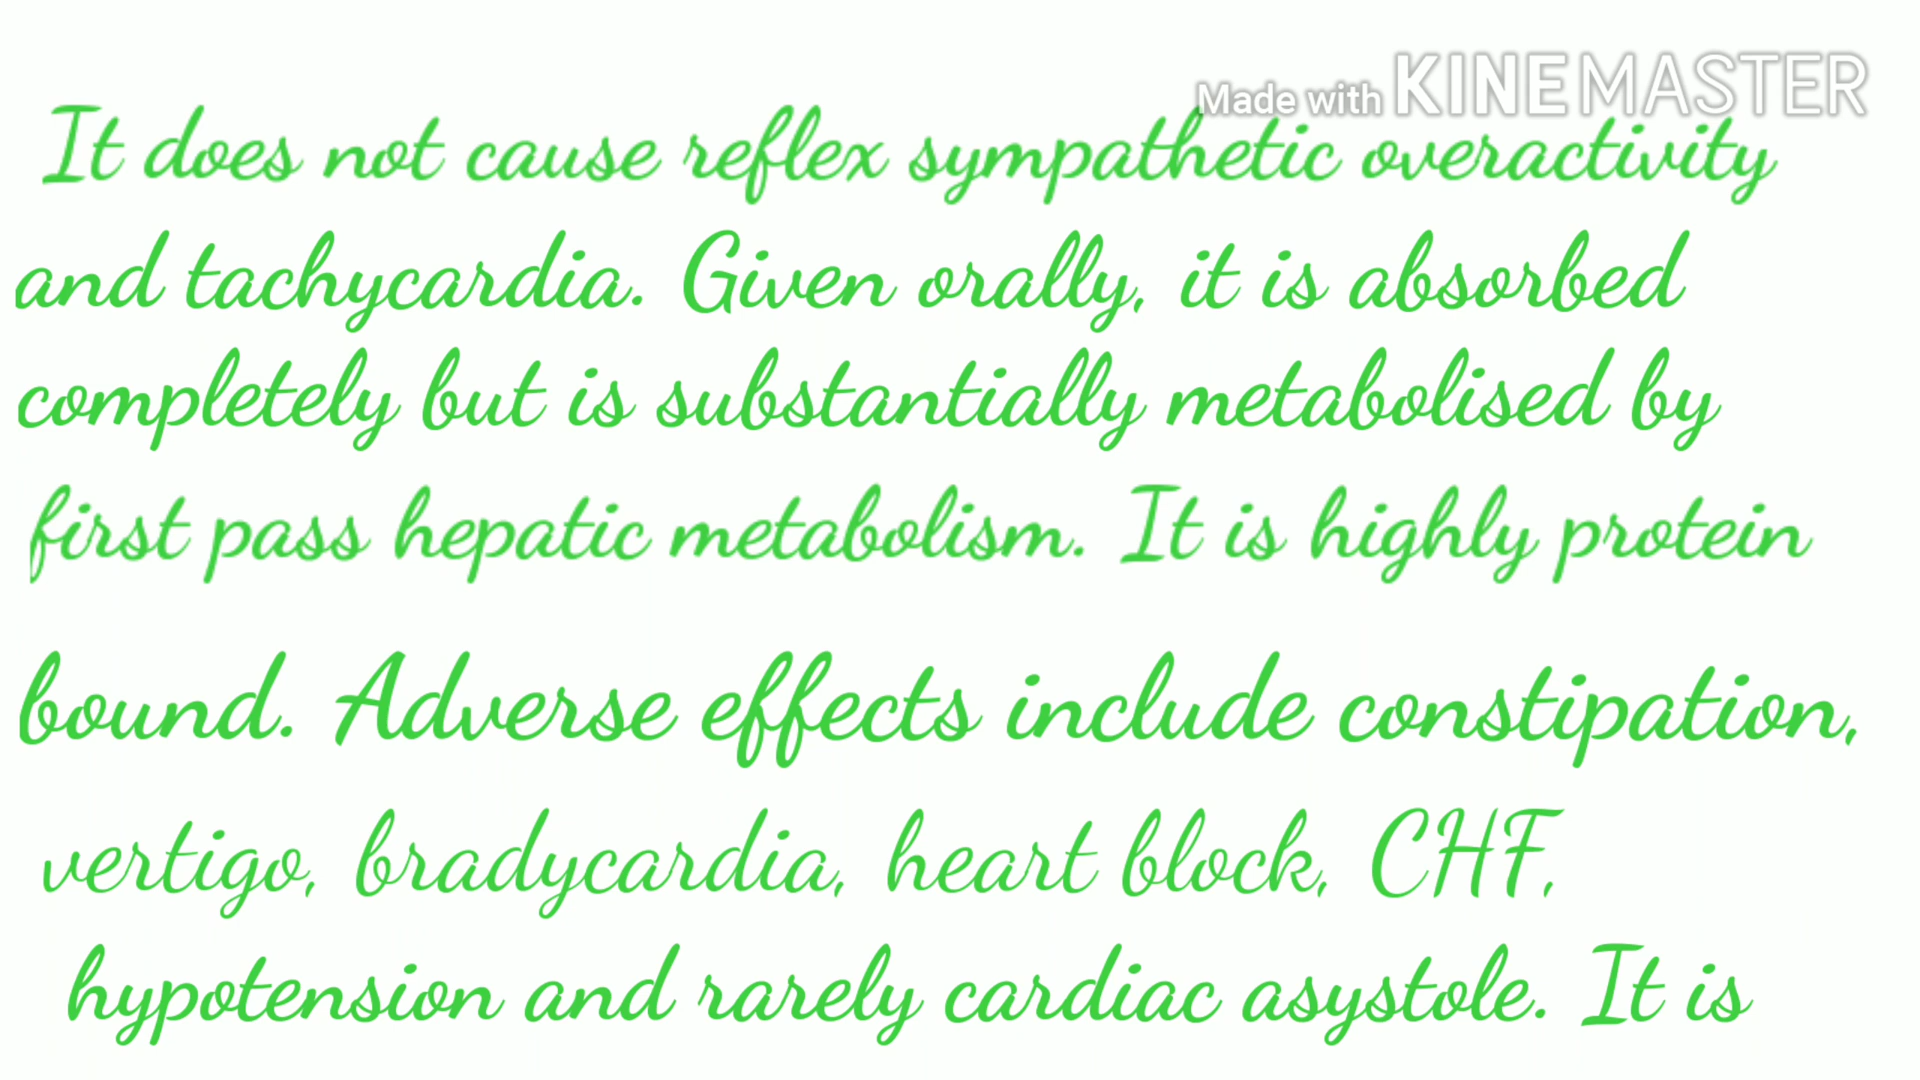 Made with KINEMASTER
It does not cause reflex sympathetic overactivity
and tachycardia. Given orally, it is absorbed
completely but is substantially metabolised by
first pass hepatic metabolism. It is highly protein
bound. Adverse effects include constipation,
vertigo, bradycardia, heart block, CHF,
hypotension and rarely cardiac asystole. It is